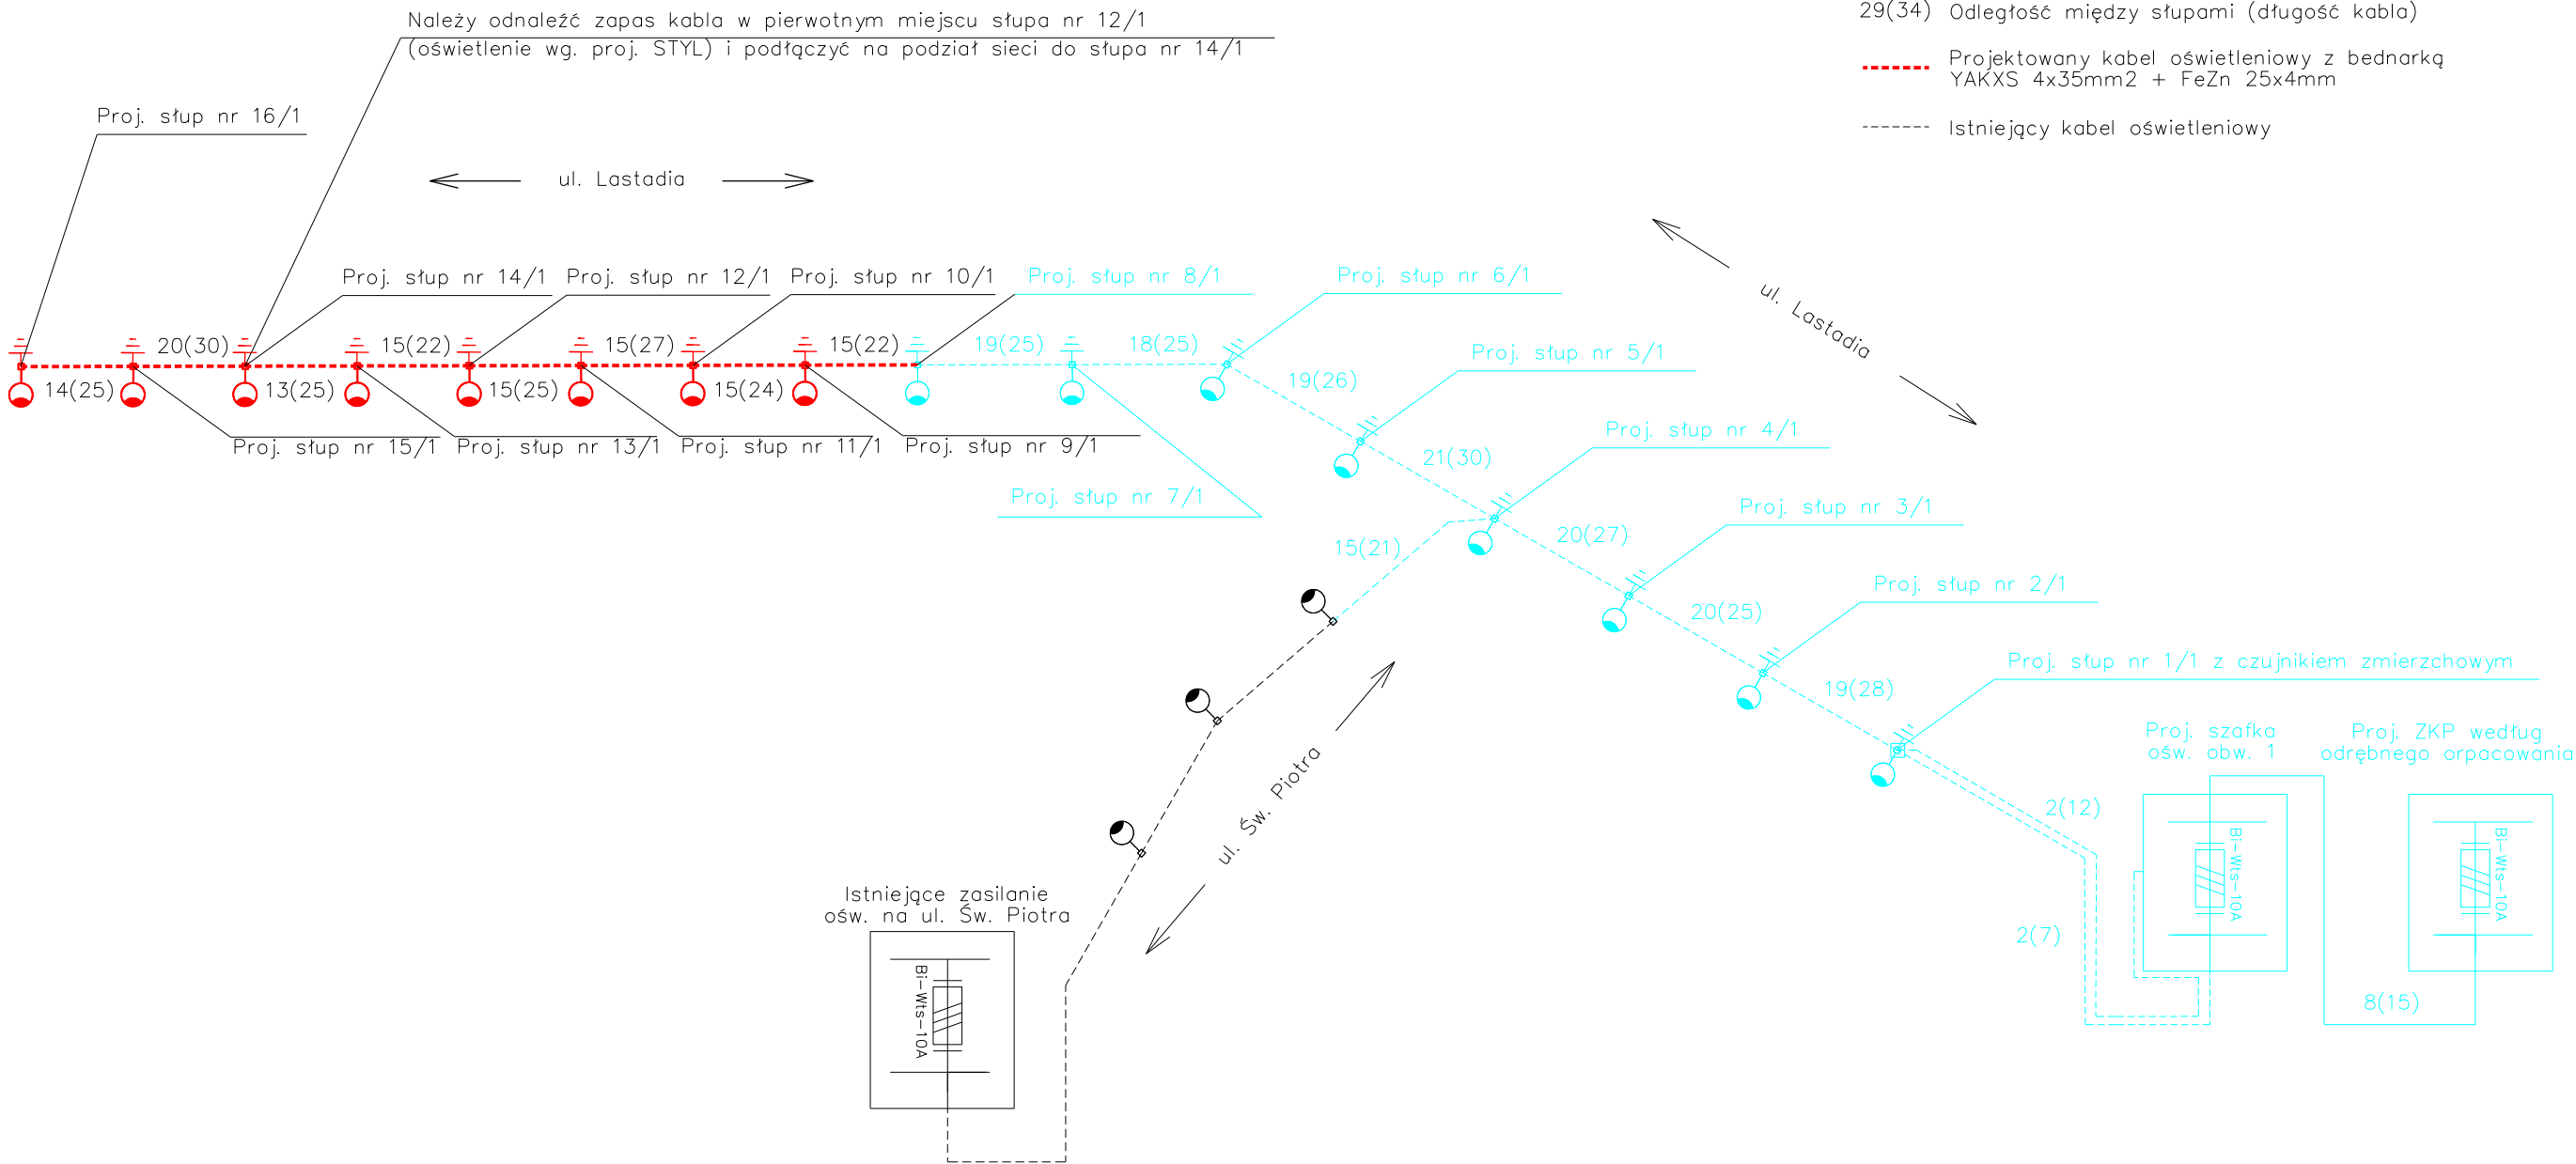 Należy odnaleźć zapas kabla w pierwotnym miejscu słupa nr 12/1
(oświetlenie wg. proj. STYL) i podłączyć na podział sieci do słupa nr 14/1
29(34) Odległość między słupami (długość kabla)
Projektowany kabel oświetleniowy z bednarką
YAKXS 4x35mm2 + FeZn 25x4mm
Istniejący kabel oświetleniowy
Proj. słup nr 16/1
ul. Lastadia
ul. Lastadia
Proj. słup nr 14/1
Proj. słup nr 12/1
Proj. słup nr 10/1
Proj. słup nr 8/1
Proj. słup nr 6/1
20(30)
15(22)
15(27)
15(22)
19(25)
18(25)
14(25)
13(25)
15(25)
15(24)
19(26)
Proj. słup nr 5/1
Proj. słup nr 15/1
Proj. słup nr 13/1
Proj. słup nr 11/1
Proj. słup nr 9/1
21(30)
Proj. słup nr 4/1
Proj. słup nr 7/1
15(21)
20(27)
Proj. słup nr 3/1
20(25)
Proj. słup nr 2/1
19(28)
Proj. słup nr 1/1 z czujnikiem zmierzchowym
Proj. szafka
ośw. obw. 1
Proj. ZKP według
odrębnego orpacowania
ul. Św. Piotra
2(12)
Bi-Wts-10A
Bi-Wts-10A
2(7)
8(15)
Istniejące zasilanie
ośw. na ul. Św. Piotra
Bi-Wts-10A